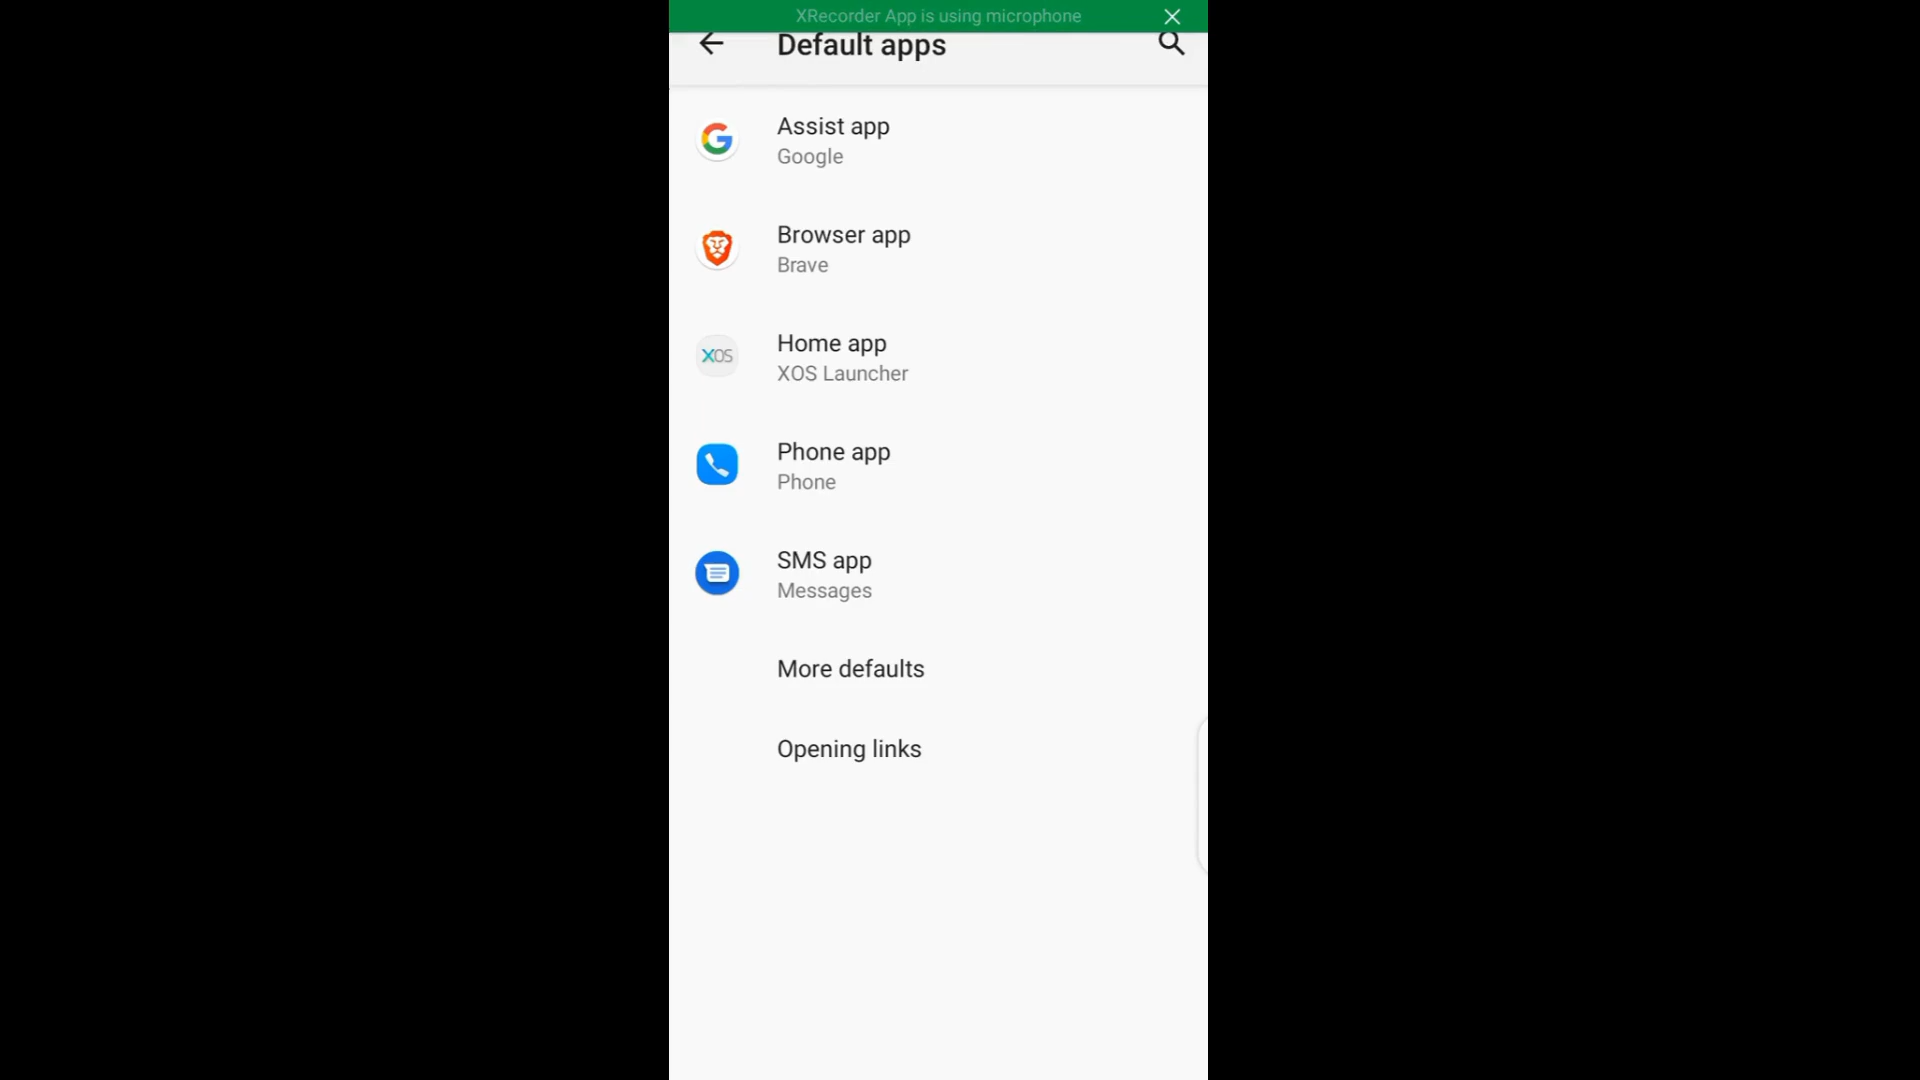 XRecorder App is using microphone
Default apps
Assist app
Google
Browser app
Brave
XOS
Home app
XOS Launcher
Phone app
Phone
SMS app
Messages
More defaults
Opening links